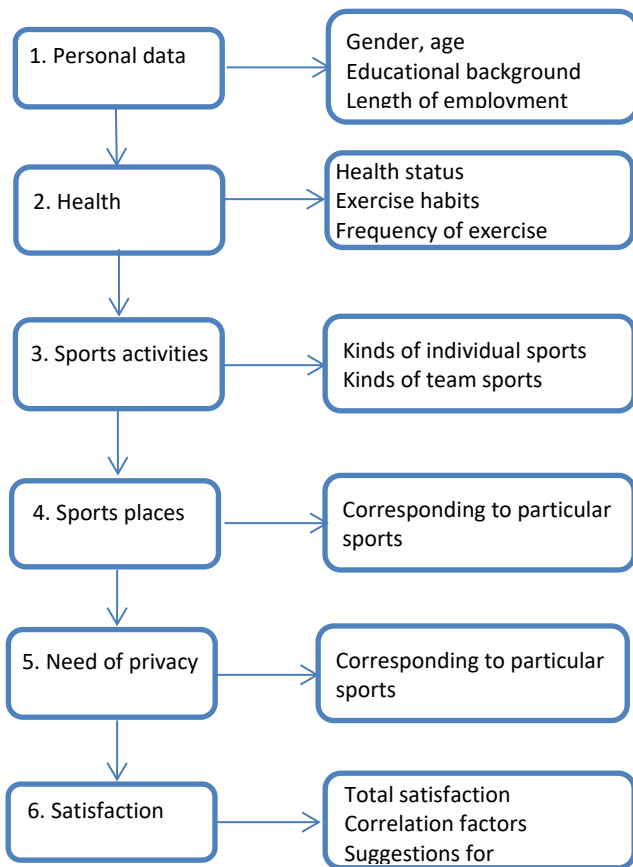 1. Personal data
Gender, age
Educational background
Length of employment
2. Health
Health status
Exercise habits
Frequency of exercise
3. Sports activities
Kinds of individual sports
Kinds of team sports
4. Sports places
Corresponding to particular
sports
5. Need of privacy
Corresponding to particular
sports
6. Satisfaction
Total satisfaction
Correlation factors
Suggestions for